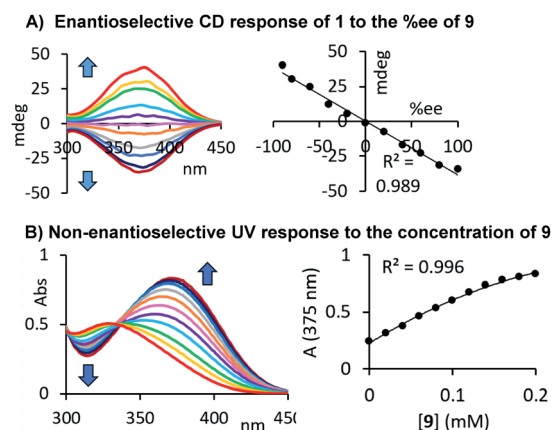 A) Enantioselective CD response of 1 to the %ee of 9
50
25
0
-25
-50
mdeg
300
350
400
450
nm
50
25
0
-25
-50
mdeg
%ee
-100
-50
0
50
100
R² =
0.989
B) Non-enantioselective UV response to the concentration of 9
1
0.5
0
Abs
300
350
400
450
nm
1
0.5
0
A (375 nm)
R² = 0.996
0
0.1
0.2
[9] (mM)